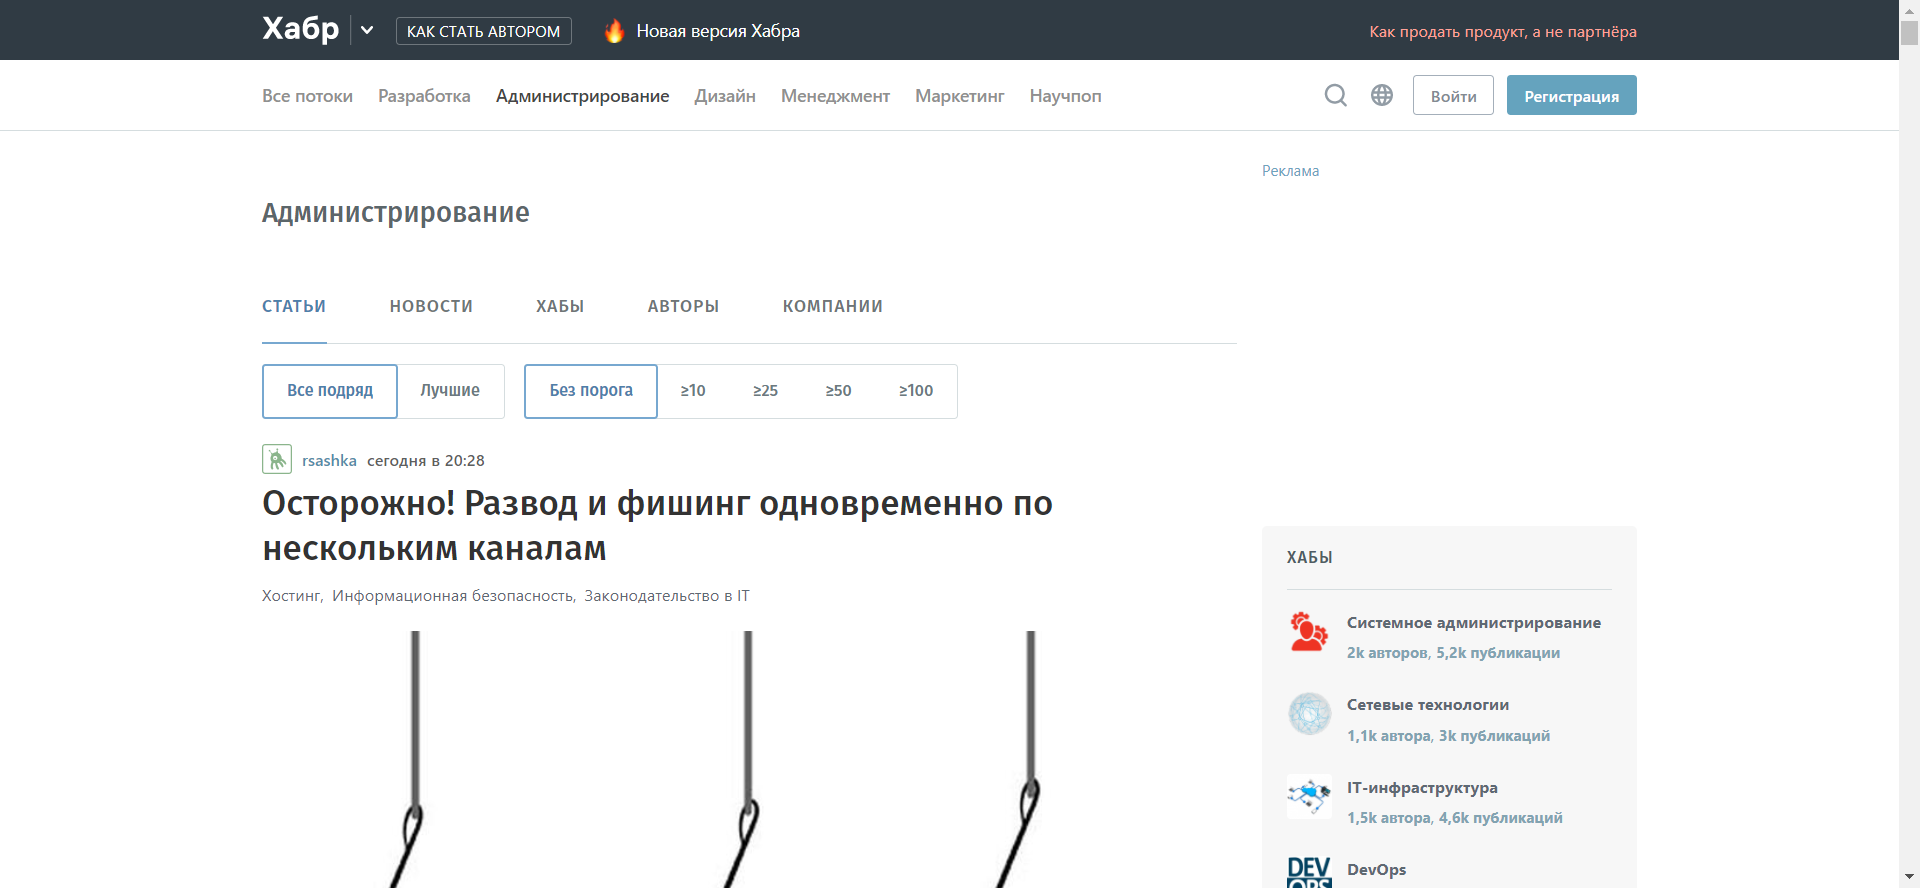 Хабр
КАК СТАТЬ АВТОРОМ
Новая версия Хабра
Как продать продукт, а не партнёра
Все потоки Разработка Администрирование Дизайн Менеджмент Маркетинг Научпоп
Войти Регистрация
Реклама
Администрирование
СТАТЬИ НОВОСТИ ХАБЫ АВТОРЫ КОМПАНИИ
Все подряд Лучшие Без порога ≥10 ≥25 ≥50 ≥100
rsashka сегодня в 20:28
Осторожно! Развод и фишинг одновременно по
нескольким каналам
Хостинг, Информационная безопасность, Законодательство в IT
ХАБЫ
Системное администрирование
2k авторов, 5,2k публикации
Сетевые технологии
1,1k автора, 3k публикаций
IT-инфраструктура
1,5k автора, 4,6k публикаций
DEV
OPS
DevOps